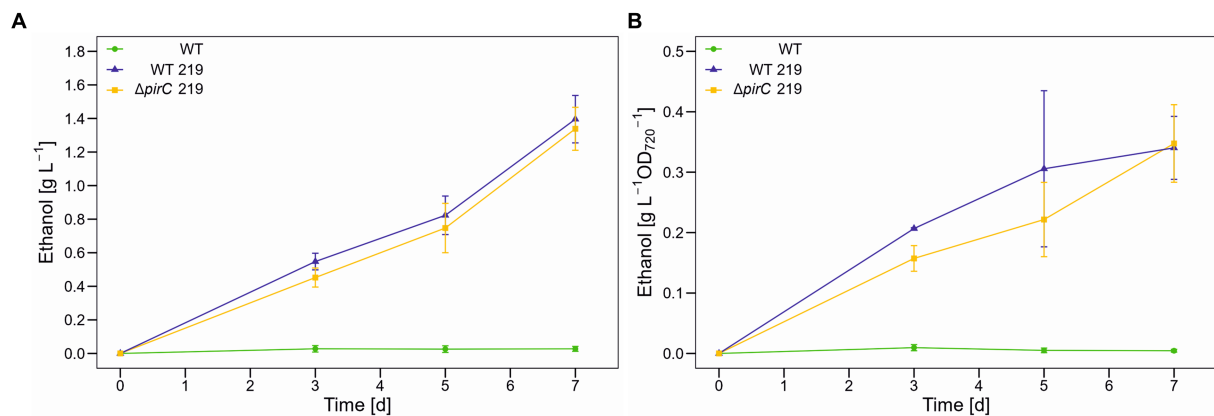 A
WT
WT 219
ΔpirC 219
1.8
1.6
1.4
1.2
1.0
0.8
0.6
0.4
0.2
0.0
Ethanol [g L⁻¹]
0 1 2 3 4 5 6 7
Time [d]
B
WT
WT 219
ΔpirC 219
0.5
0.4
0.3
0.2
0.1
0.0
Ethanol [g L⁻¹OD₇₂₀⁻¹]
0 1 2 3 4 5 6 7
Time [d]